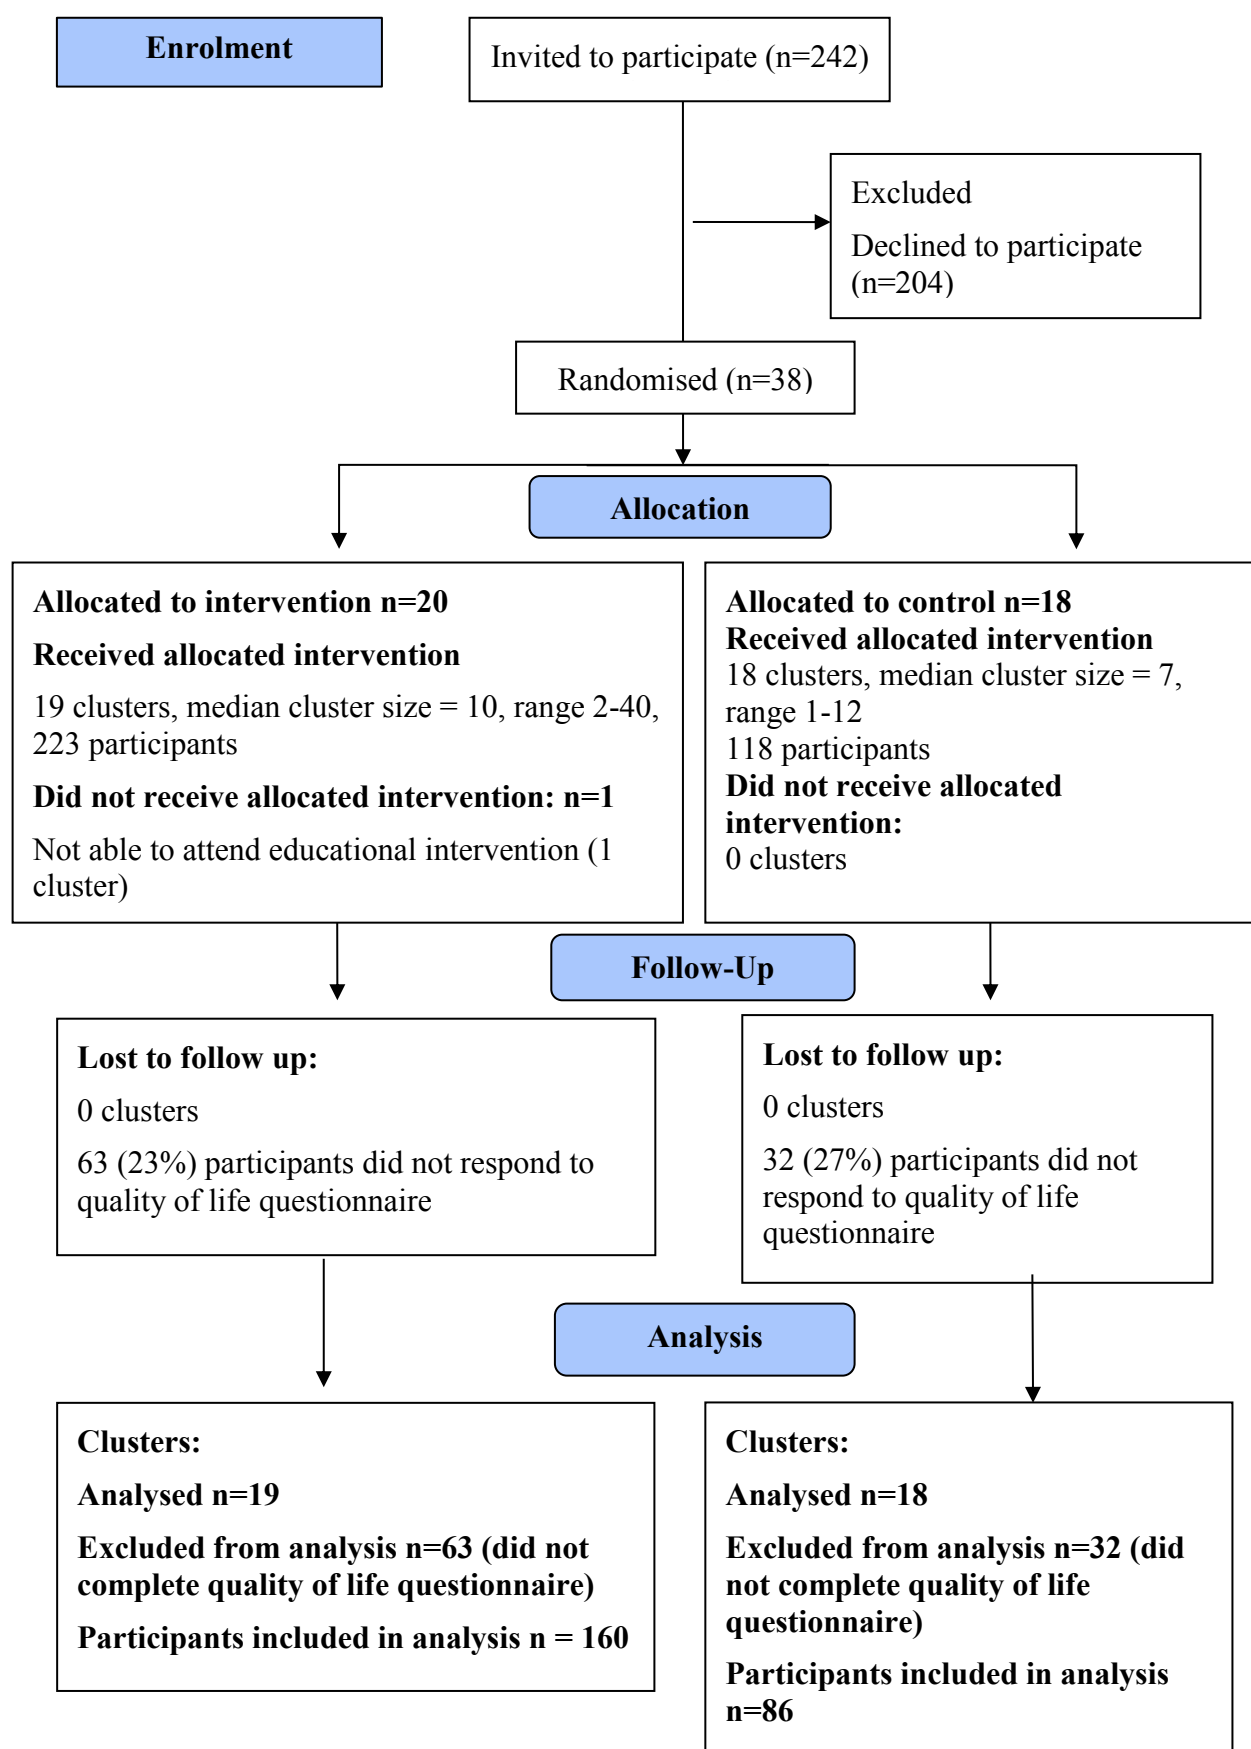 Enrolment
Invited to participate (n=242)
Excluded
Declined to participate
(n=204)
Randomised (n=38)
Allocation
Allocated to intervention n=20
Received allocated intervention
19 clusters, median cluster size = 10, range 2-40,
223 participants
Did not receive allocated intervention: n=1
Not able to attend educational intervention (1
cluster)
Allocated to control n=18
Received allocated intervention
18 clusters, median cluster size = 7,
range 1-12
118 participants
Did not receive allocated
intervention:
0 clusters
Follow-Up
Lost to follow up:
0 clusters
63 (23%) participants did not respond to
quality of life questionnaire
Lost to follow up:
0 clusters
32 (27%) participants did not
respond to quality of life
questionnaire
Analysis
Clusters:
Analysed n=19
Excluded from analysis n=63 (did not
complete quality of life questionnaire)
Participants included in analysis n = 160
Clusters:
Analysed n=18
Excluded from analysis n=32 (did
not complete quality of life
questionnaire)
Participants included in analysis
n=86